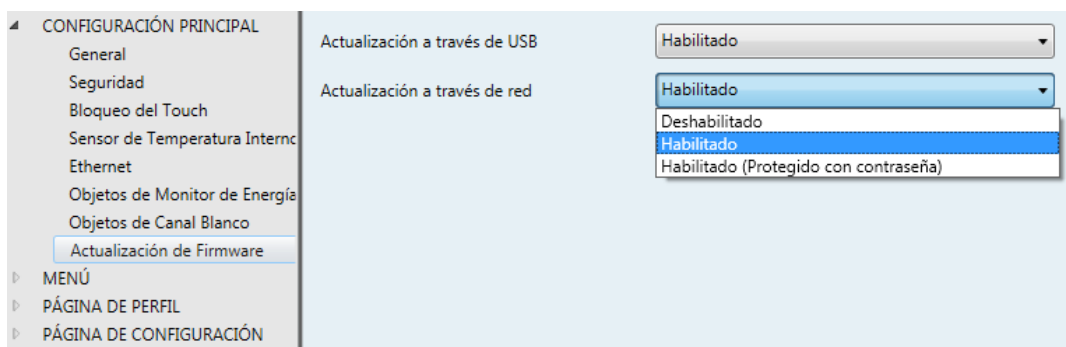 CONFIGURACIÓN PRINCIPAL
General
Seguridad
Bloqueo del Touch
Sensor de Temperatura Interno
Ethernet
Objetos de Monitor de Energía
Objetos de Canal Blanco
Actualización de Firmware
MENÚ
PÁGINA DE PERFIL
PÁGINA DE CONFIGURACIÓN
Actualización a través de USB
Habilitado
Actualización a través de red
Habilitado
Deshabilitado
Habilitado
Habilitado (Protegido con contraseña)